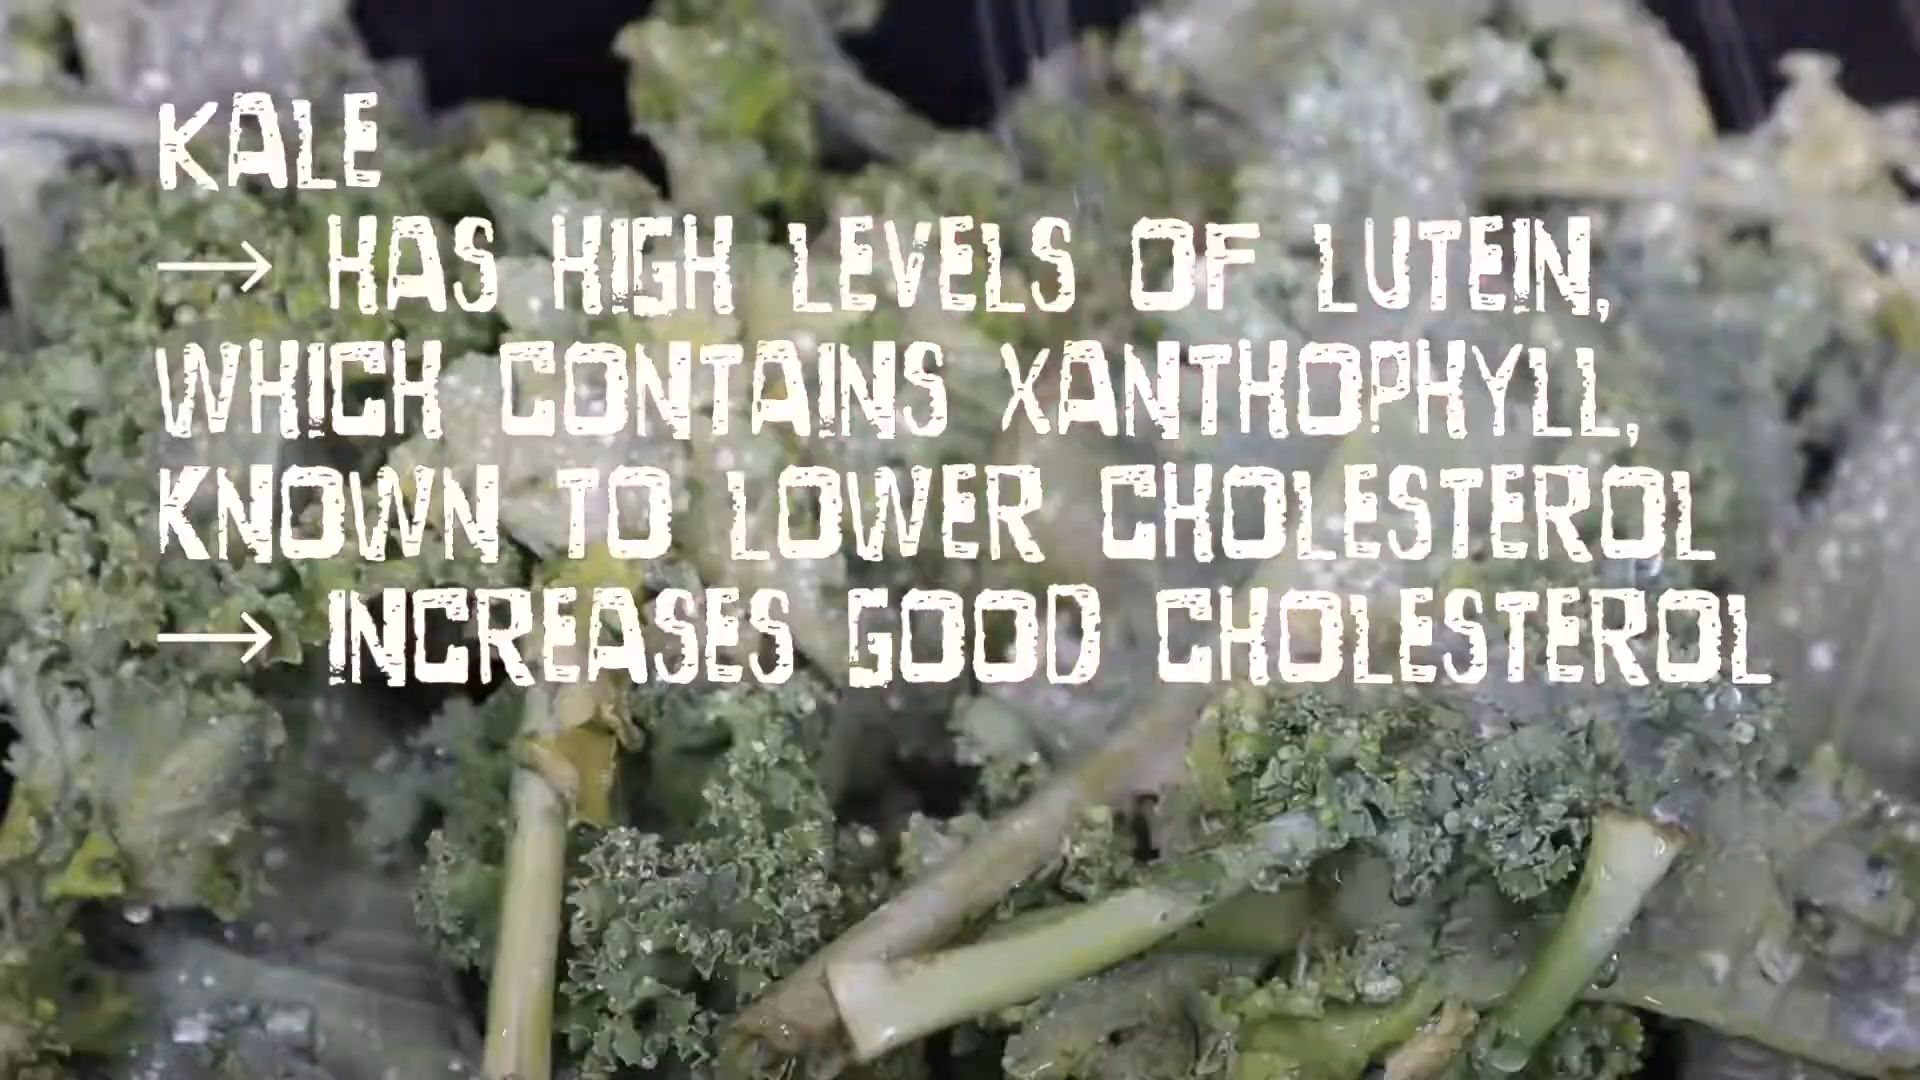 KALE
→ HAS HIGH LEVELS OF LUTEIN,
WHICH CONTAINS XANTHOPHYLL,
KNOWN TO LOWER CHOLESTEROL
→ INCREASES GOOD CHOLESTEROL